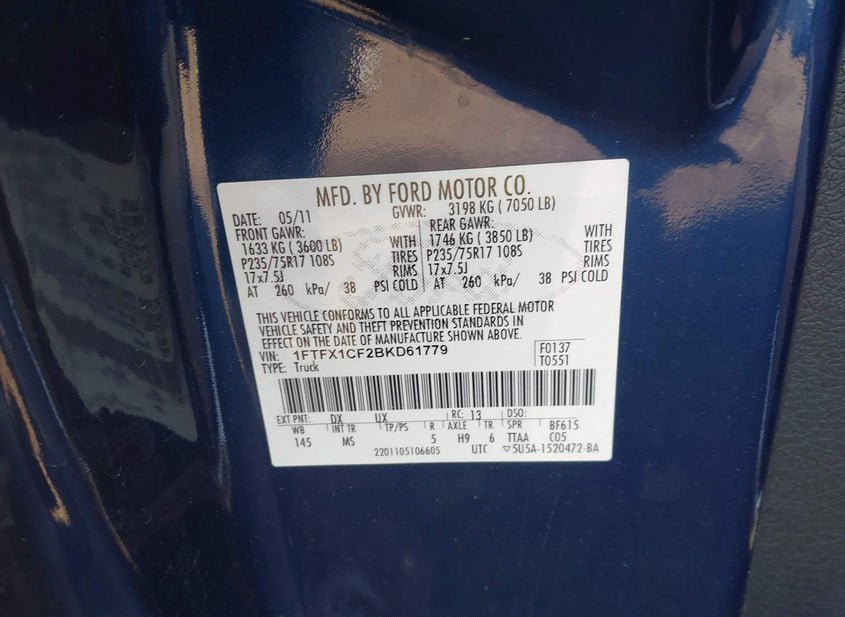 MFD. BY FORD MOTOR CO.
DATE: 05/11 GVWR: 3198 KG ( 7050 LB)
FRONT GAWR: REAR GAWR:
1633 KG ( 3600 LB) WITH 1746 KG ( 3850 LB) WITH
P235/75R17 108S TIRES P235/75R17 108S TIRES
17x7.5J RIMS 17x7.5J RIMS
AT 260 kPa/ 38 PSI COLD AT 260 kPa/ 38 PSI COLD
THIS VEHICLE CONFORMS TO ALL APPLICABLE FEDERAL MOTOR
VEHICLE SAFETY AND THEFT PREVENTION STANDARDS IN
EFFECT ON THE DATE OF MANUFACTURE SHOWN ABOVE.
VIN: 1FTFX1CF2BKD61779 F0137
TYPE: Truck T0551
EXT PNT: DX UX RC: 13 DSO:
WB INT TR TP/PS R AXLE TR SPR BF615
145 MS 5 H9 6 TTAA C05
2201105106605 UTC ▽5U5A-1520472-BA